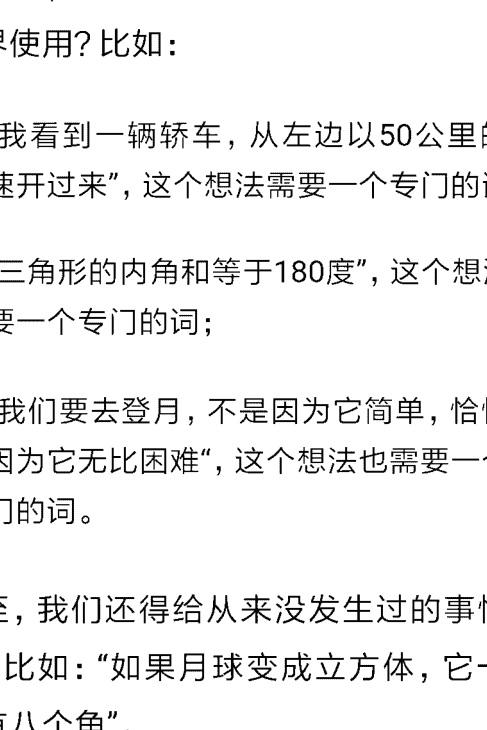 使用? 比如：
我看到一辆轿车，从左边以50公里
速开过来”，这个想法需要一个专门的
三角形的内角和等于180度”，这个想
要一个专门的词；
我们要去登月，不是因为它简单，恰
因为它无比困难“，这个想法也需要一
门的词。
，我们还得给从来没发生过的事
比如：“如果月球变成立方体，它
有八个角”。